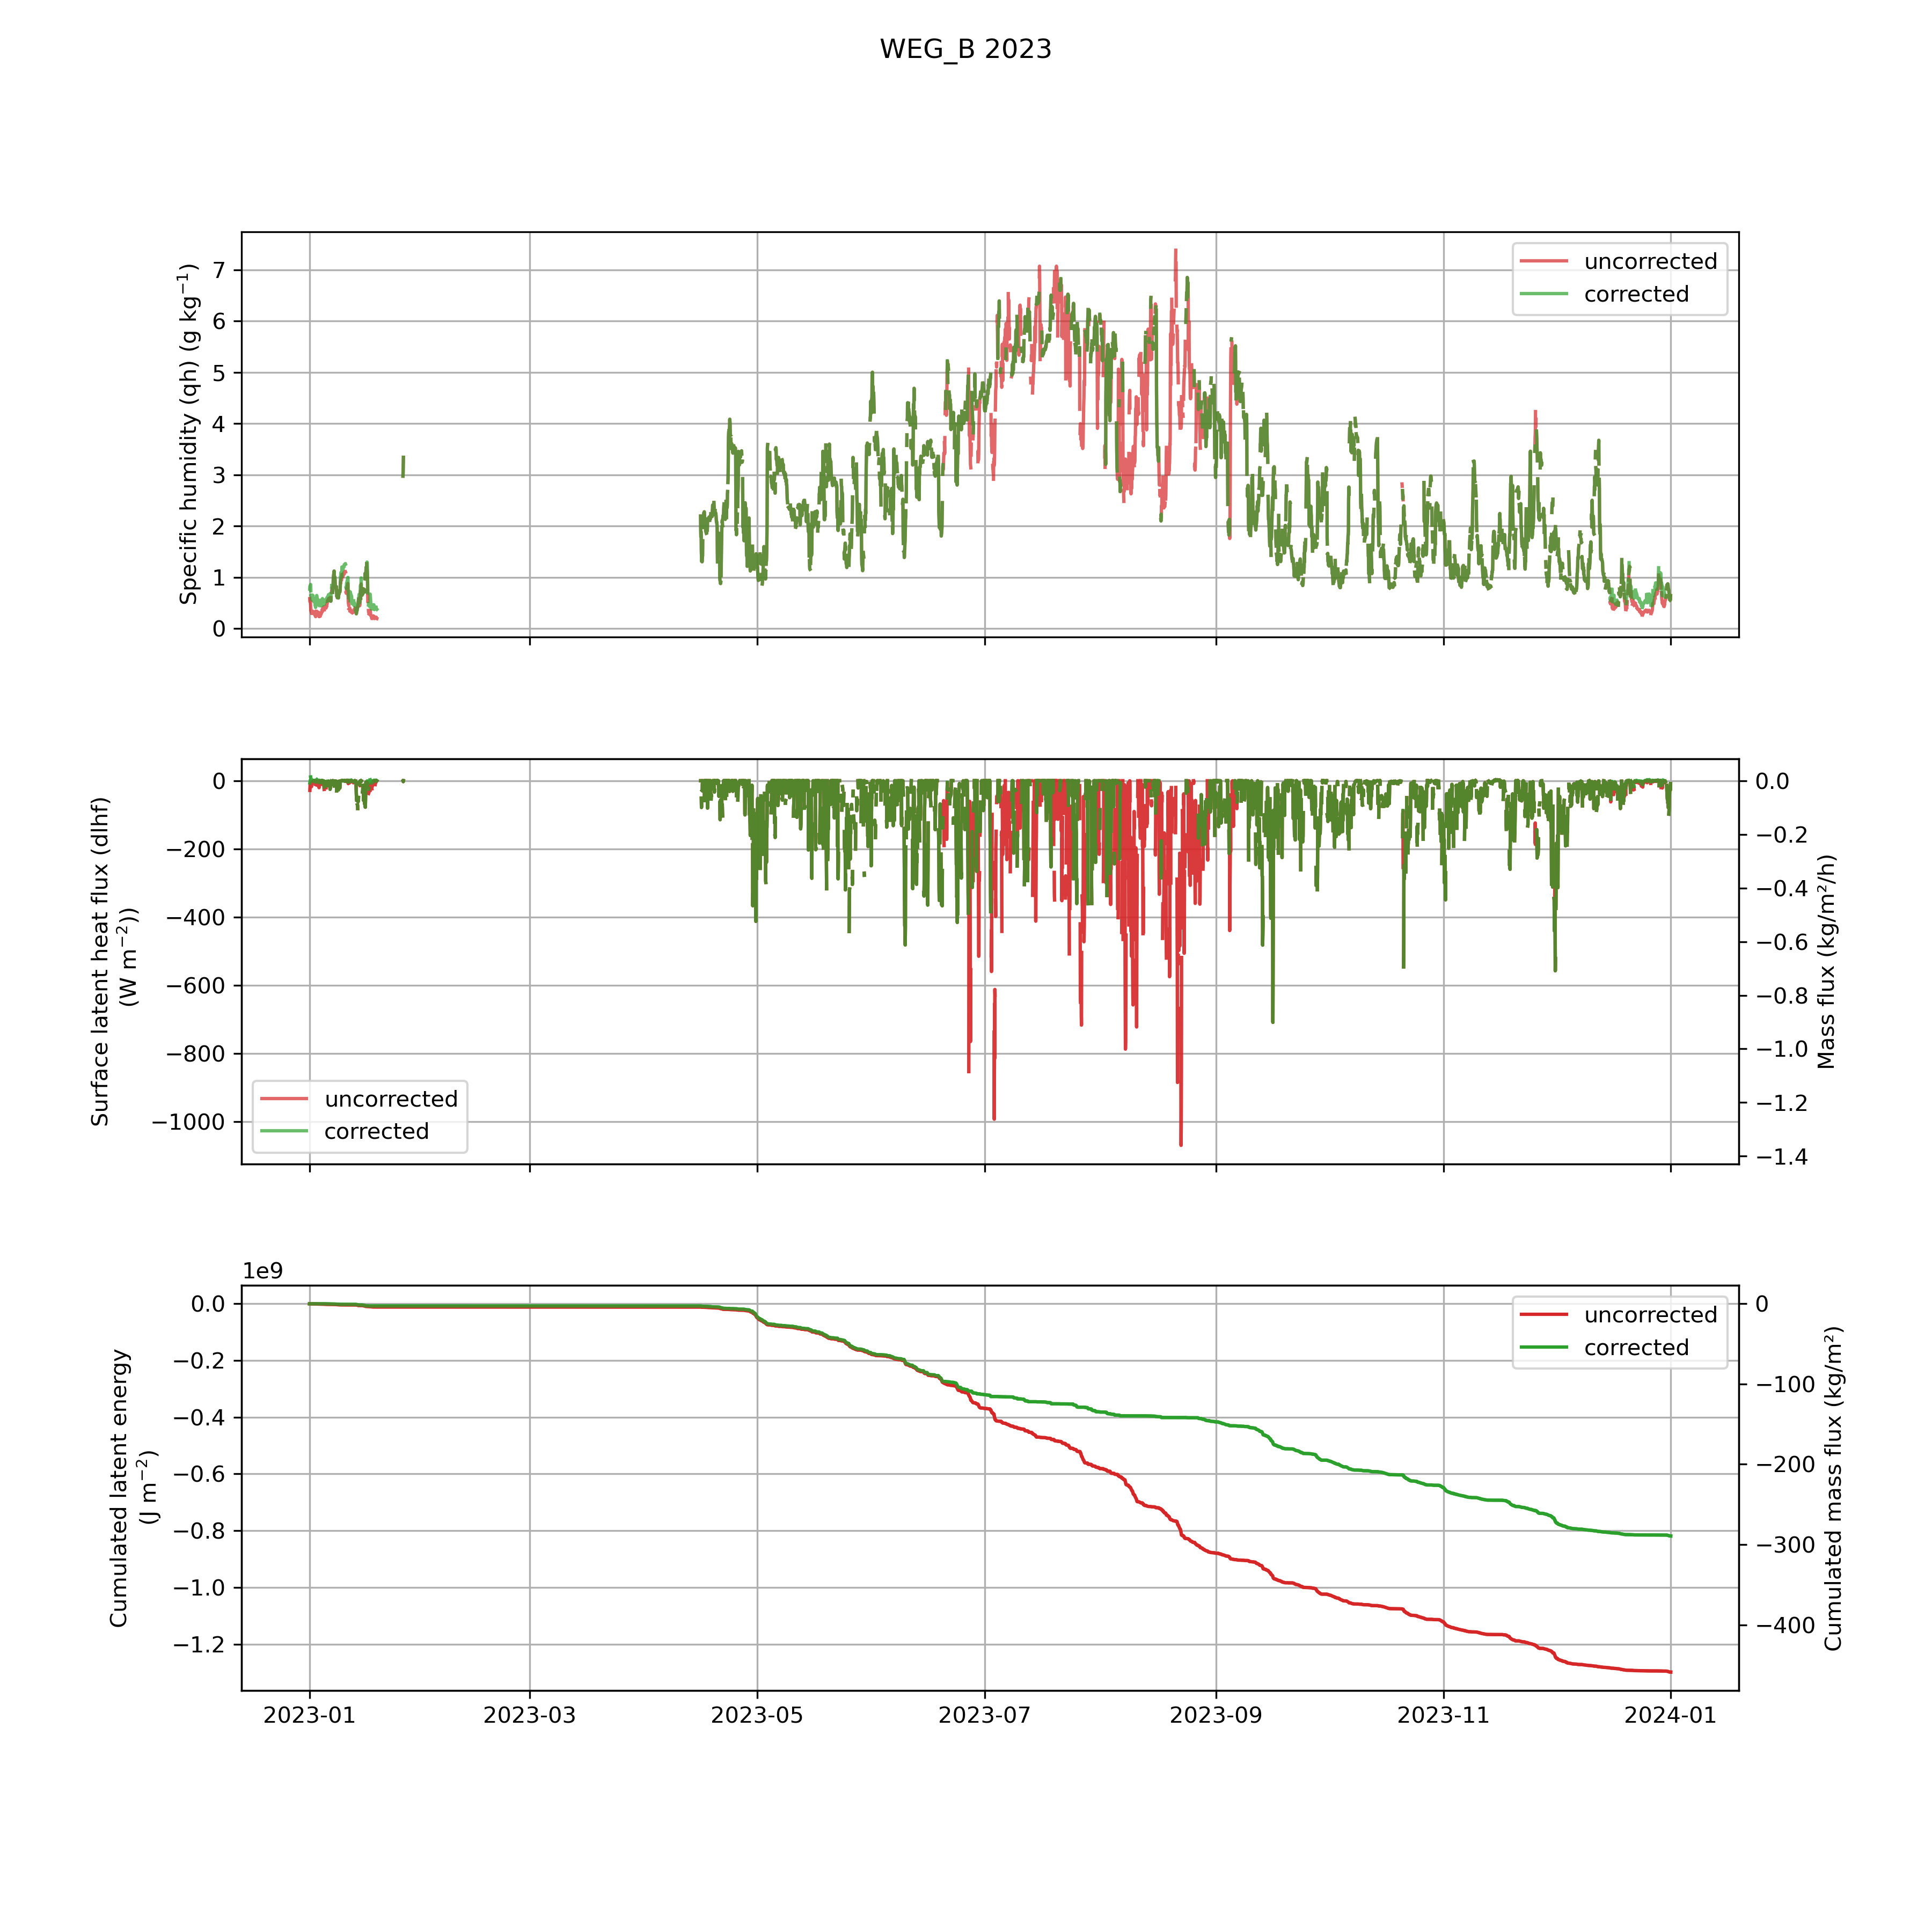 WEG_B 2023
Specific humidity (qh) (g kg⁻¹)
7
6
5
4
3
2
1
0
uncorrected
corrected
Surface latent heat flux (dlhf)
(W m⁻²))
0
−200
−400
−600
−800
−1000
uncorrected
corrected
0.0
−0.2
−0.4
−0.6
−0.8
−1.0
−1.2
−1.4
Mass flux (kg/m²/h)
1e9
Cumulated latent energy
(J m⁻²)
0.0
−0.2
−0.4
−0.6
−0.8
−1.0
−1.2
uncorrected
corrected
0
−100
−200
−300
−400
Cumulated mass flux (kg/m²)
2023-01 2023-03 2023-05 2023-07 2023-09 2023-11 2024-01